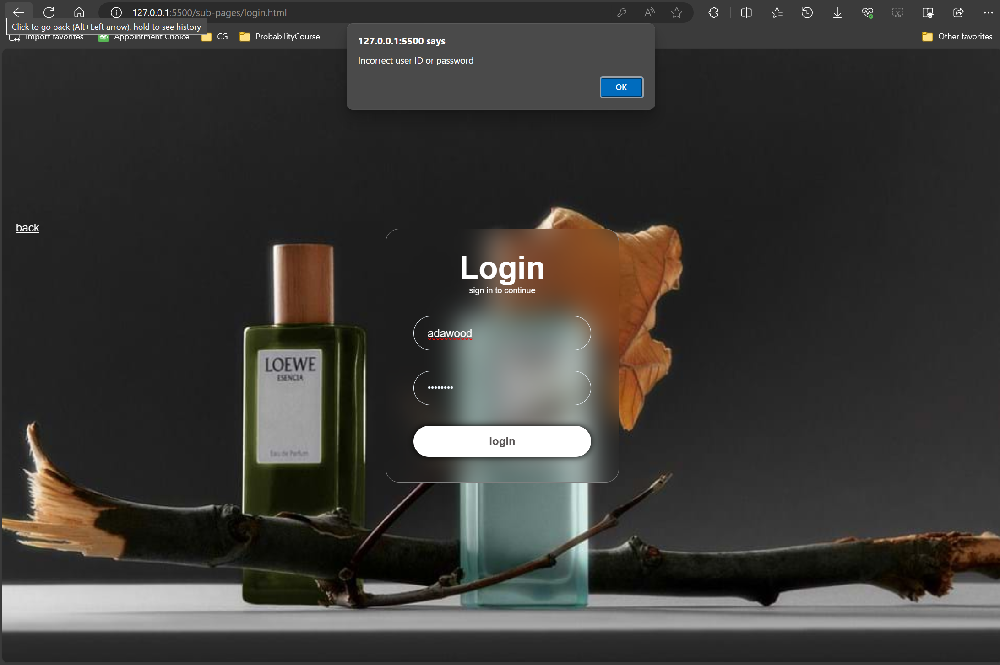 127.0.0.1:5500/sub-pages/login.html
Click to go back (Alt+Left arrow), hold to see history
Import favorites
Appointment Choice
CG
ProbabilityCourse
Other favorites
127.0.0.1:5500 says
Incorrect user ID or password
OK
back
Login
sign in to continue
adawood
••••••••
login
LOEWE
ESENCIA
Eau de Parfum